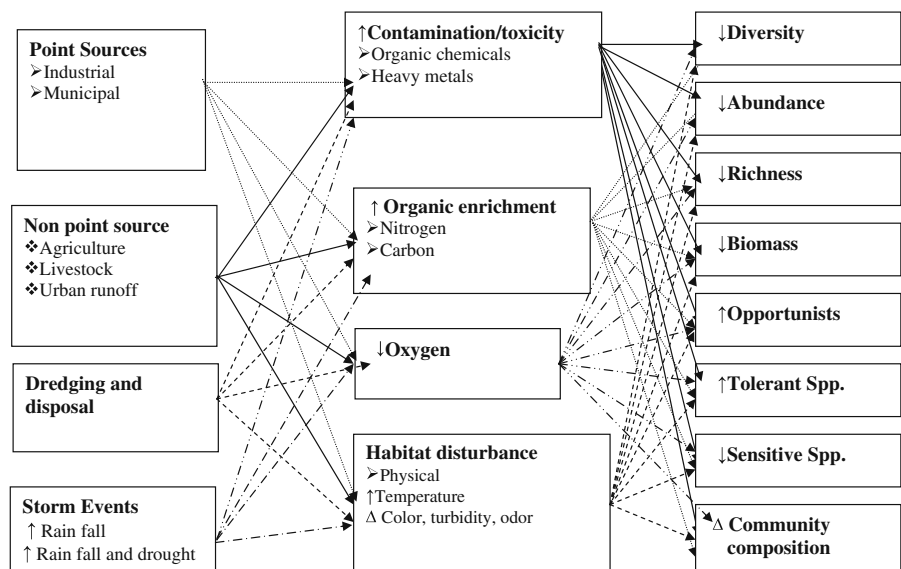 Point Sources
➢Industrial
➢Municipal
Non point source
❖Agriculture
❖Livestock
❖Urban runoff
Dredging and
disposal
Storm Events
↑ Rain fall
↑ Rain fall and drought
↑Contamination/toxicity
➢Organic chemicals
➢Heavy metals
↑ Organic enrichment
➢Nitrogen
➢Carbon
↓Oxygen
Habitat disturbance
➢Physical
↑Temperature
Δ Color, turbidity, odor
↓Diversity
↓Abundance
↓Richness
↓Biomass
↑Opportunists
↑Tolerant Spp.
↓Sensitive Spp.
Δ Community
composition